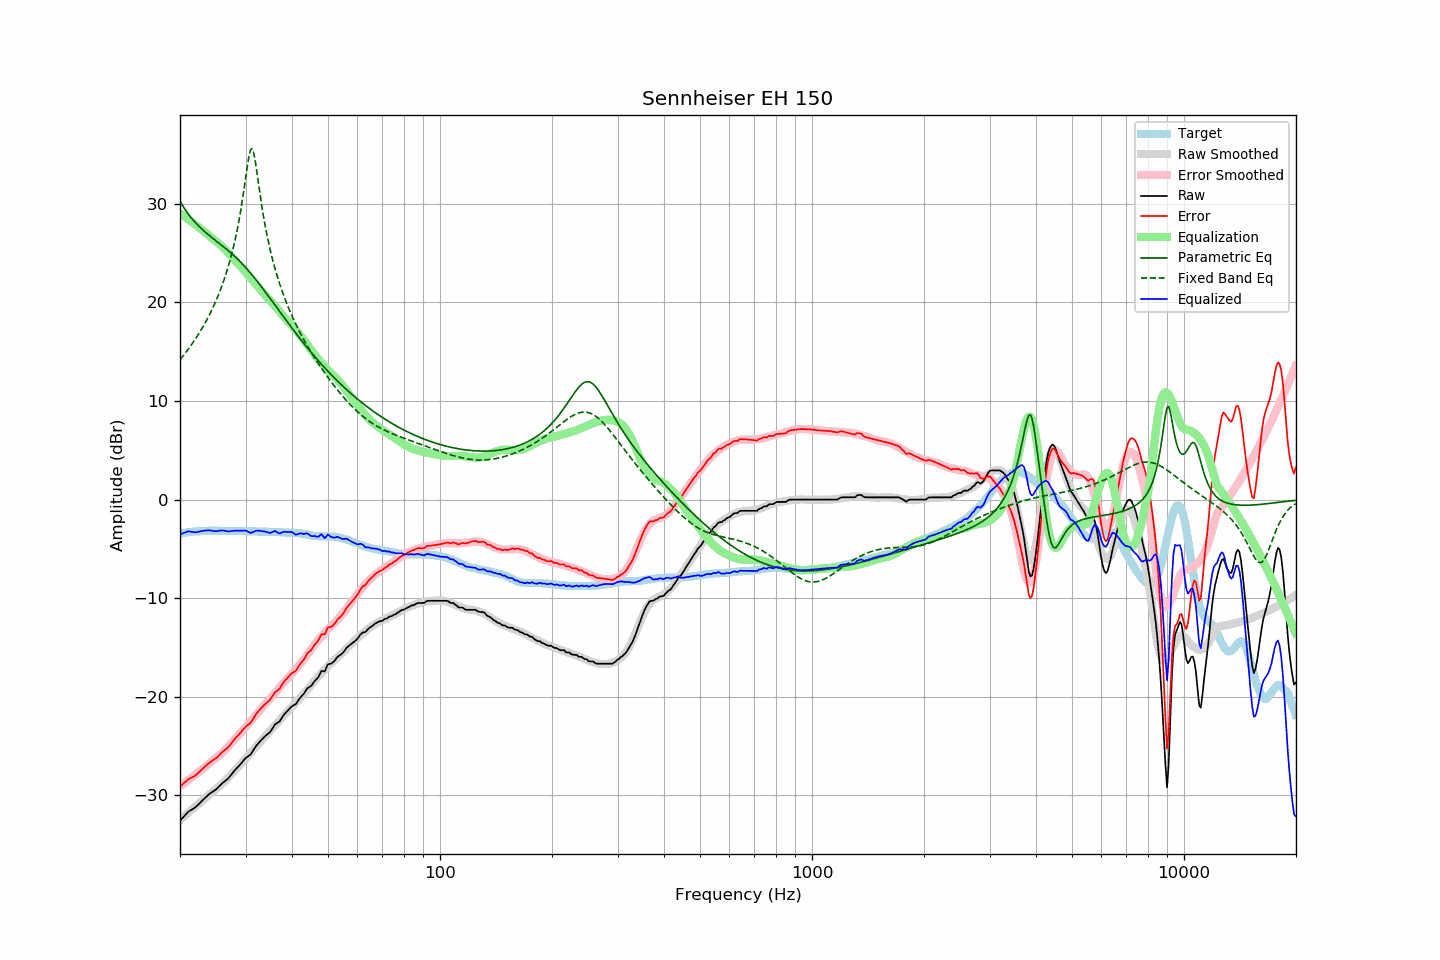 Sennheiser EH 150
Target
Raw Smoothed
Error Smoothed
Raw
Error
Equalization
Parametric Eq
Fixed Band Eq
Equalized
Amplitude (dBr)
30
20
10
0
−10
−20
−30
100
1000
10000
Frequency (Hz)